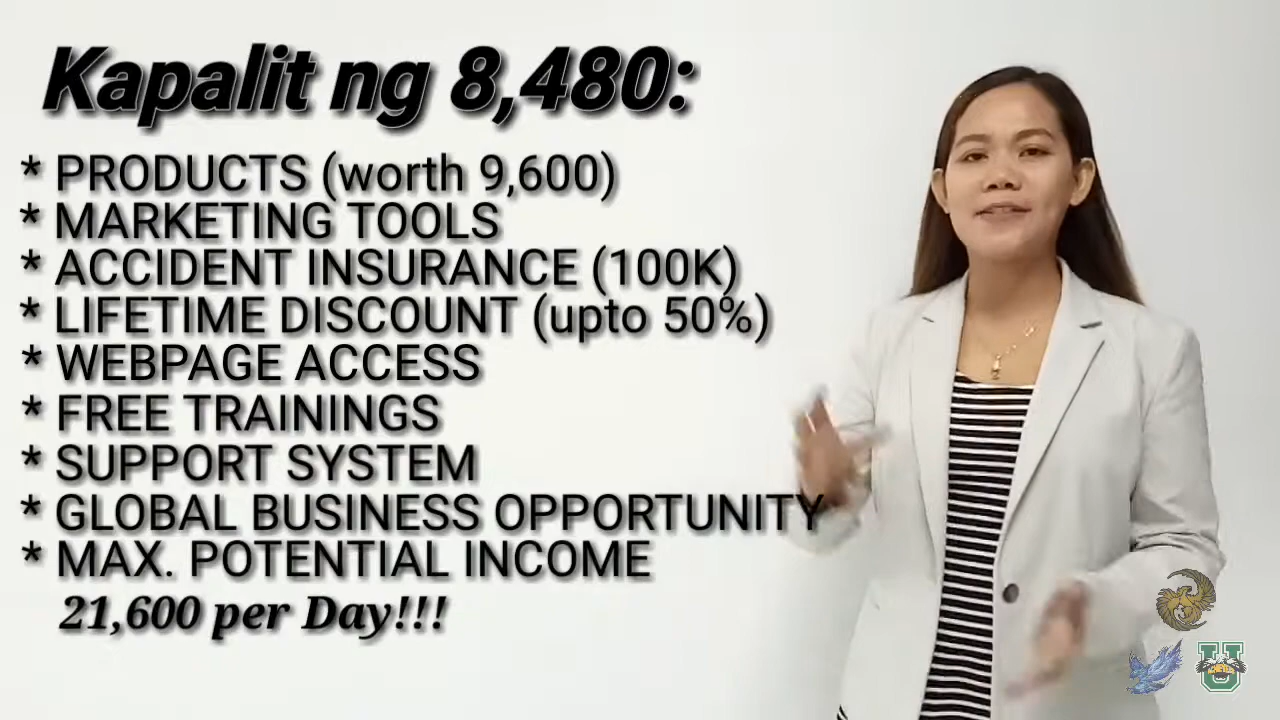 Kapalit ng 8,480:
* PRODUCTS (worth 9,600)
* MARKETING TOOLS
* ACCIDENT INSURANCE (100K)
* LIFETIME DISCOUNT (upto 50%)
* WEBPAGE ACCESS
* FREE TRAININGS
* SUPPORT SYSTEM
* GLOBAL BUSINESS OPPORTUNITY
* MAX. POTENTIAL INCOME
21,600 per Day!!!
U